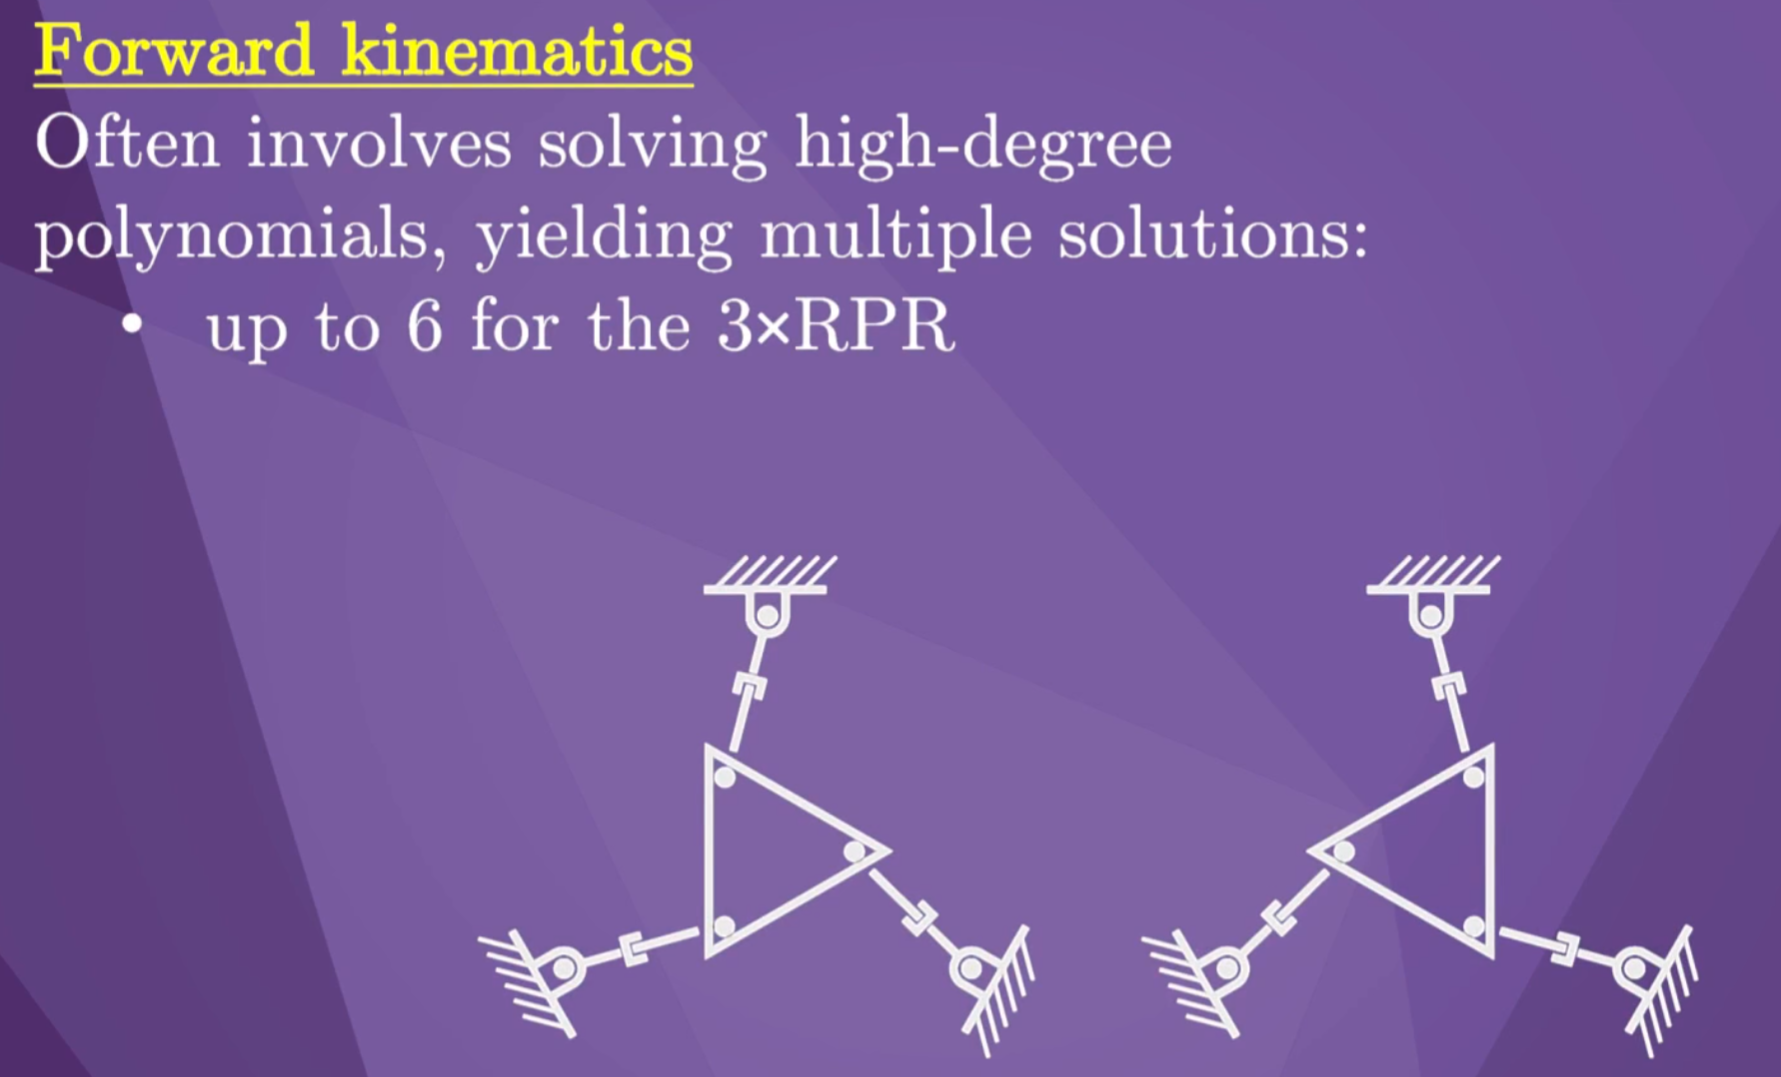 Forward kinematics
Often involves solving high-degree
polynomials, yielding multiple solutions:
• up to 6 for the 3×RPR